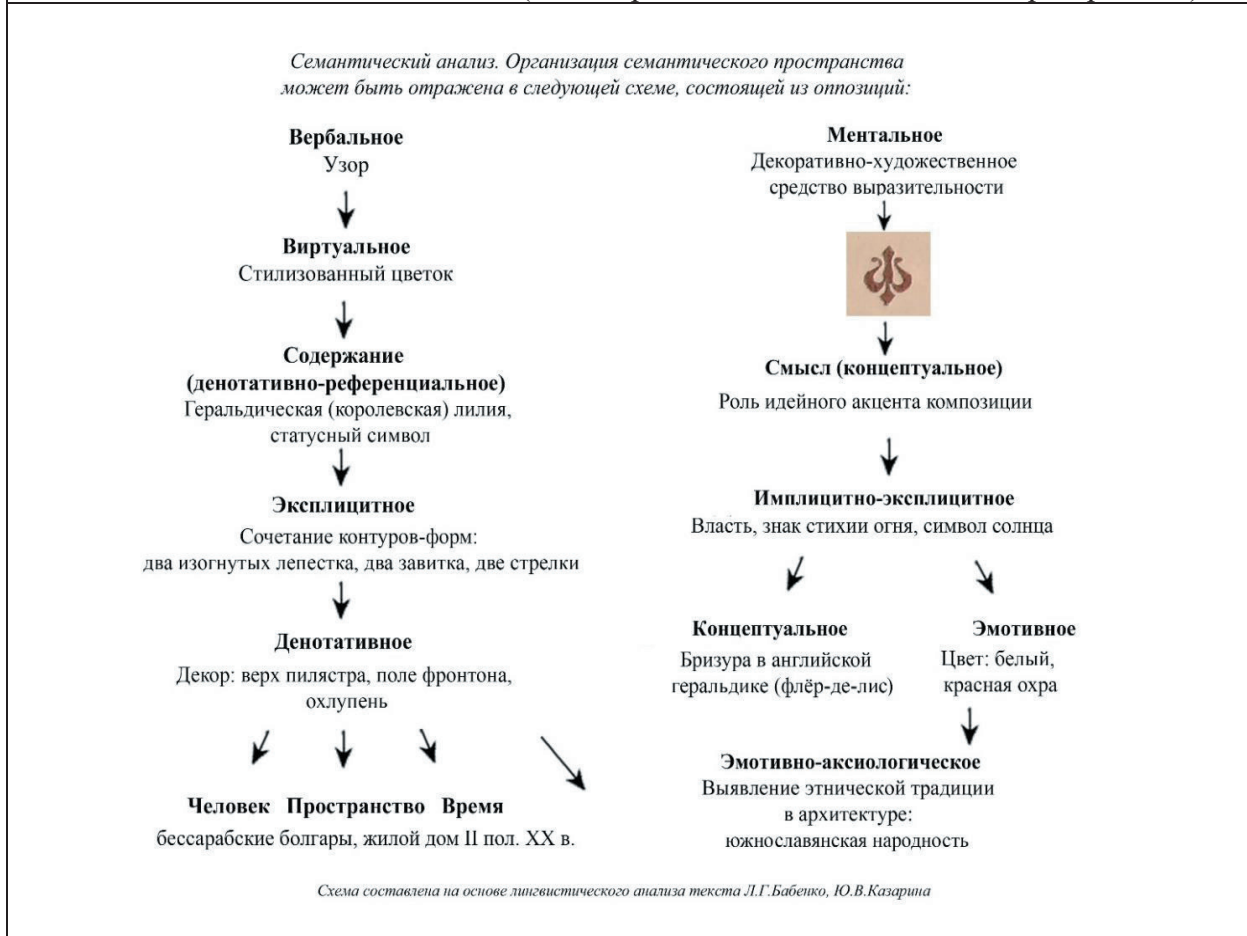 Семантический анализ. Организация семантического пространства
может быть отражена в следующей схеме, состоящей из оппозиций:
Вербальное
Узор
Виртуальное
Стилизованный цветок
Содержание
(денотативно-референциальное)
Геральдическая (королевская) лилия,
статусный символ
Эксплицитное
Сочетание контуров-форм:
два изогнутых лепестка, два завитка, две стрелки
Денотативное
Декор: верх пилястра, поле фронтона,
охлупень
Человек Пространство Время
бессарабские болгары, жилой дом II пол. XX в.
Ментальное
Декоративно-художественное
средство выразительности
Смысл (концептуальное)
Роль идейного акцента композиции
Имплицитно-эксплицитное
Власть, знак стихии огня, символ солнца
Концептуальное
Бризура в английской
геральдике (флёр-де-лис)
Эмотивное
Цвет: белый,
красная охра
Эмотивно-аксиологическое
Выявление этнической традиции
в архитектуре:
южнославянская народность
Схема составлена на основе лингвистического анализа текста Л.Г.Бабенко, Ю.В.Казарина